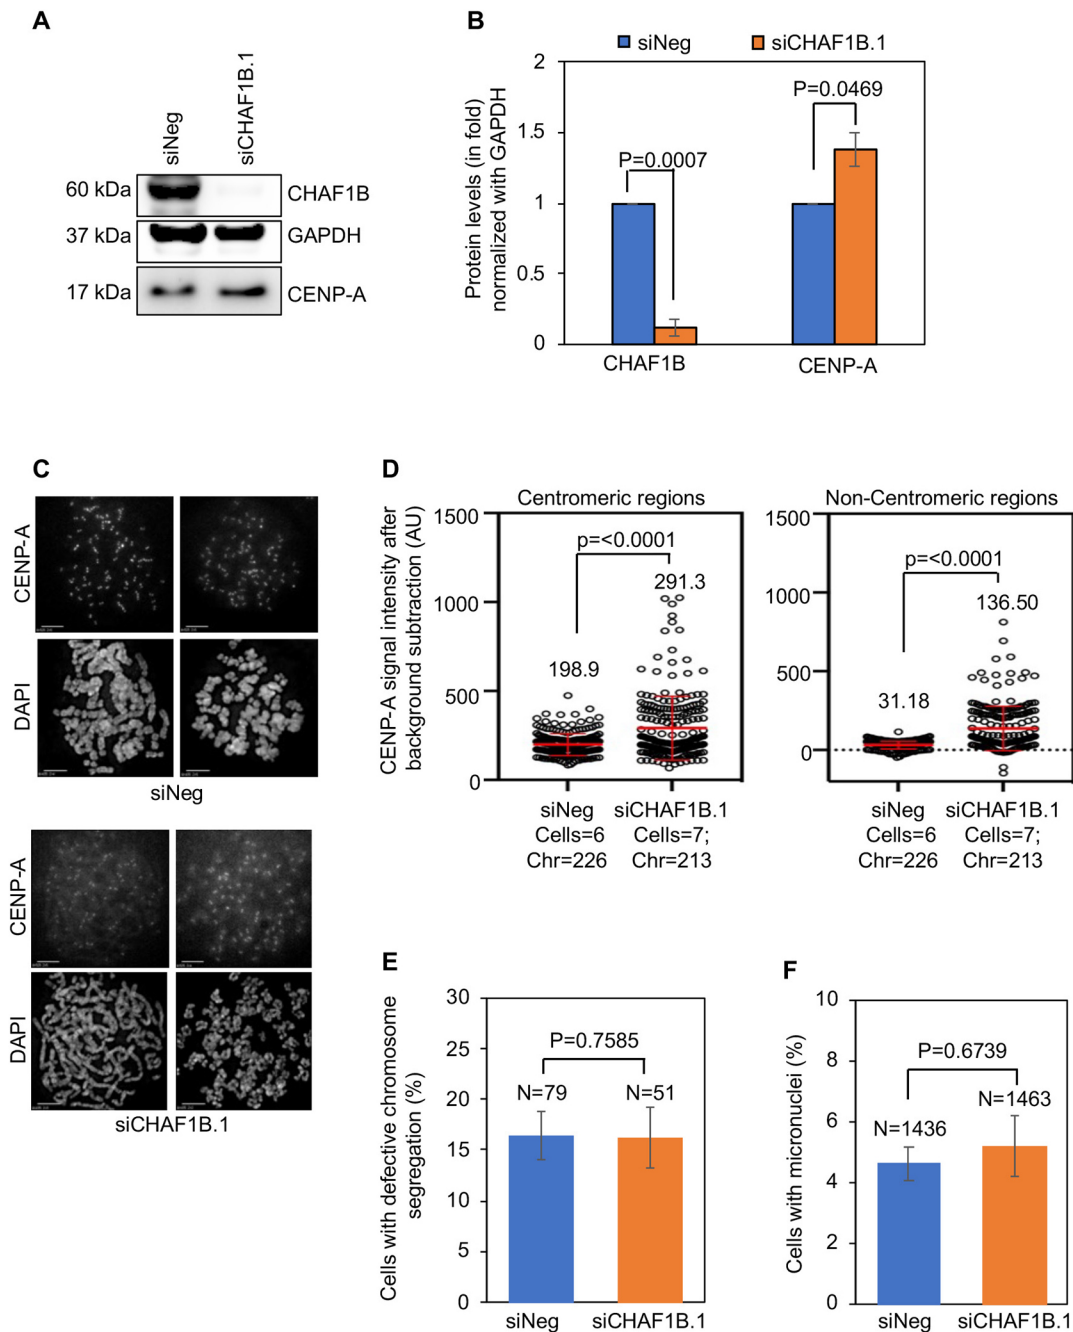 A
siNeg
siCHAF1B.1
60 kDa
CHAF1B
37 kDa
GAPDH
17 kDa
CENP-A
B
siNeg
siCHAF1B.1
Protein levels (in fold)
normalized with GAPDH
2
1.5
1
0.5
0
P=0.0007
P=0.0469
CHAF1B
CENP-A
C
CENP-A
DAPI
siNeg
CENP-A
DAPI
siCHAF1B.1
D
CENP-A signal intensity after
background subtraction (AU)
Centromeric regions
1500
1000
500
0
p=<0.0001
291.3
198.9
siNeg
Cells=6
Chr=226
siCHAF1B.1
Cells=7;
Chr=213
Non-Centromeric regions
1500
1000
500
0
p=<0.0001
136.50
31.18
siNeg
Cells=6
Chr=226
siCHAF1B.1
Cells=7;
Chr=213
E
Cells with defective chromosome
segregation (%)
30
25
20
15
10
5
0
P=0.7585
N=79
N=51
siNeg
siCHAF1B.1
F
Cells with micronuclei (%)
10
8
6
4
2
0
P=0.6739
N=1436
N=1463
siNeg
siCHAF1B.1